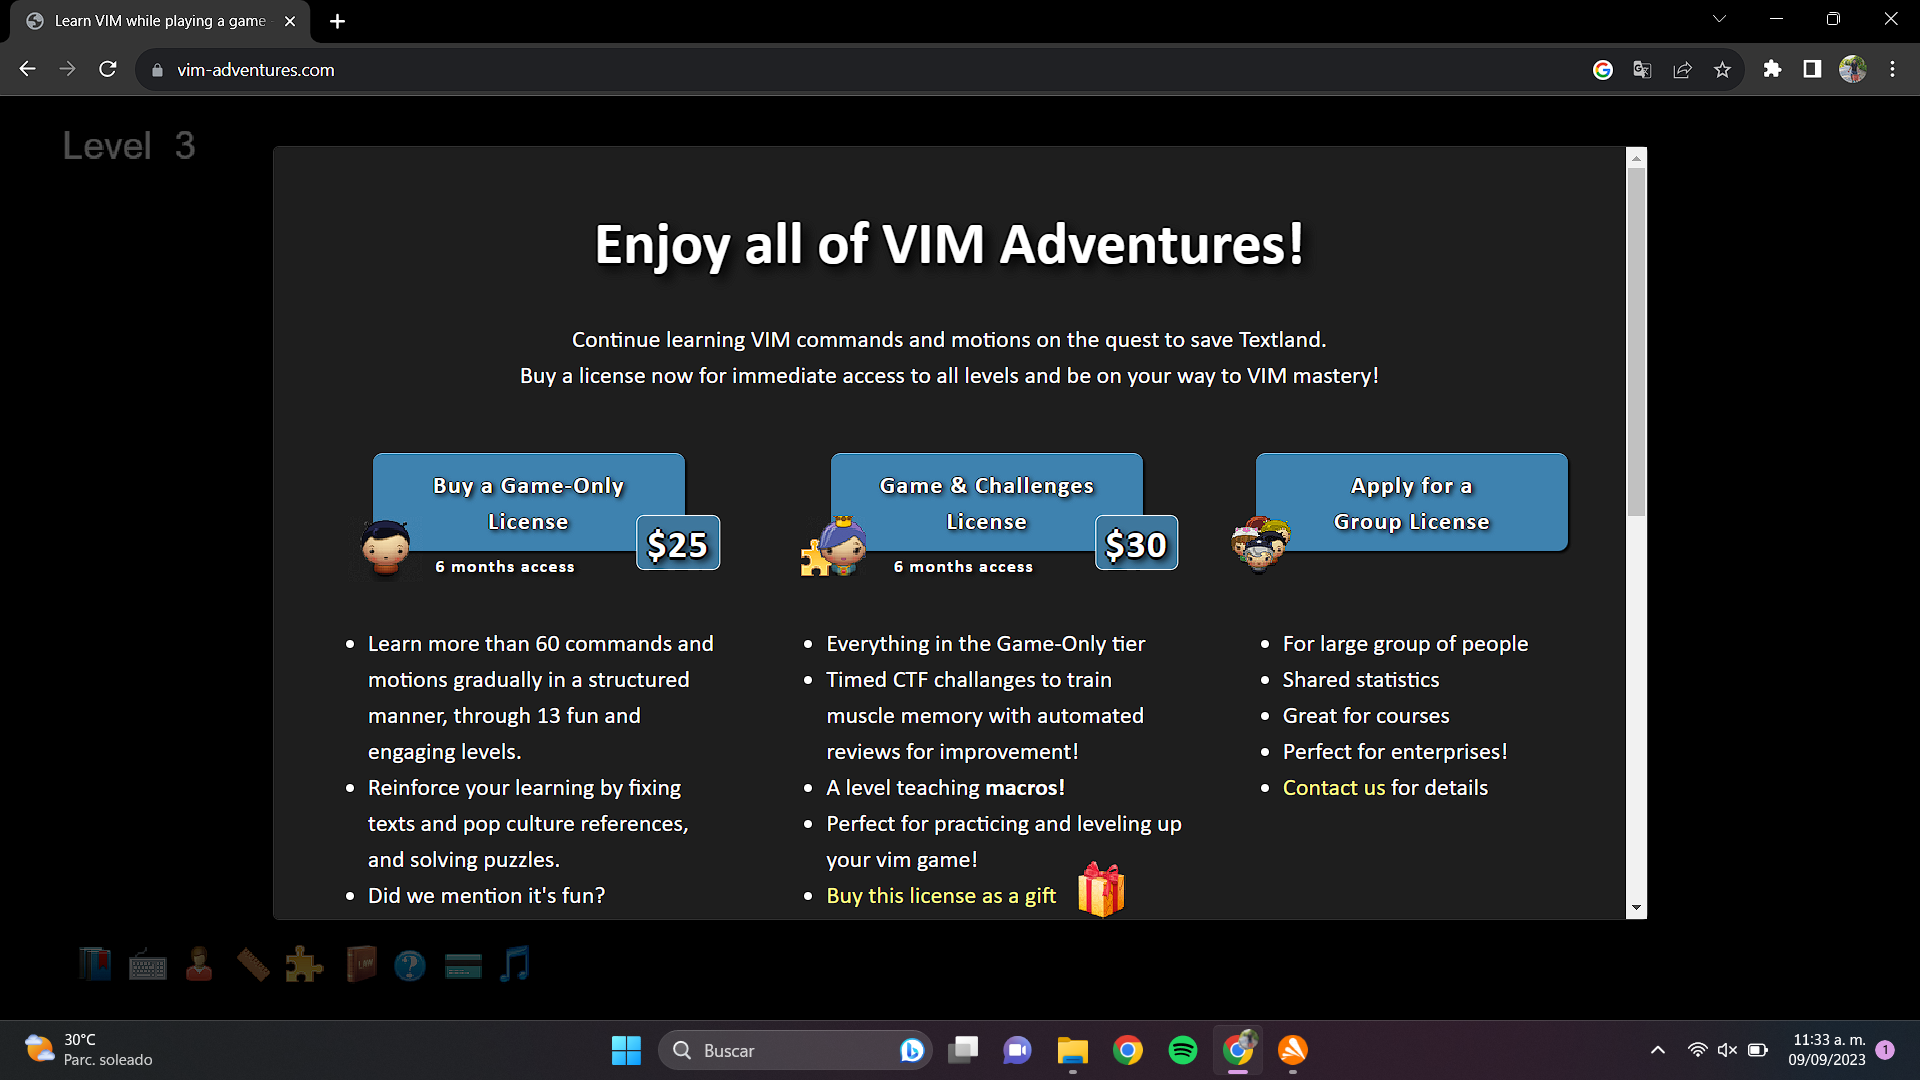 Learn VIM while playing a game
vim-adventures.com
Level 3
Enjoy all of VIM Adventures!
Continue learning VIM commands and motions on the quest to save Textland.
Buy a license now for immediate access to all levels and be on your way to VIM mastery!
Buy a Game-Only
License
$25
6 months access
Learn more than 60 commands and
motions gradually in a structured
manner, through 13 fun and
engaging levels.
Reinforce your learning by fixing
texts and pop culture references,
and solving puzzles.
Did we mention it's fun?
Game & Challenges
License
$30
6 months access
Everything in the Game-Only tier
Timed CTF challanges to train
muscle memory with automated
reviews for improvement!
A level teaching macros!
Perfect for practicing and leveling up
your vim game!
Buy this license as a gift
Apply for a
Group License
For large group of people
Shared statistics
Great for courses
Perfect for enterprises!
Contact us for details
30°C
Parc. soleado
Buscar
11:33 a. m.
09/09/2023
1